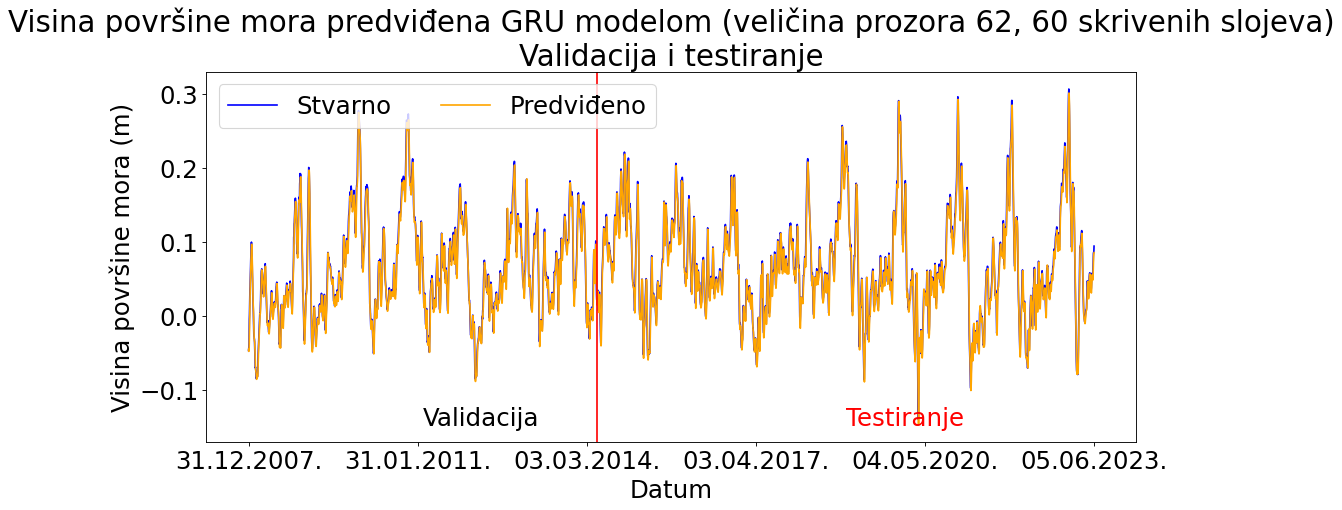 Visina površine mora predviđena GRU modelom (veličina prozora 62, 60 skrivenih slojeva)
Validacija i testiranje
Stvarno
Predviđeno
Visina površine mora (m)
0.3
0.2
0.1
0.0
−0.1
Validacija
Testiranje
31.12.2007.
31.01.2011.
03.03.2014.
03.04.2017.
04.05.2020.
05.06.2023.
Datum